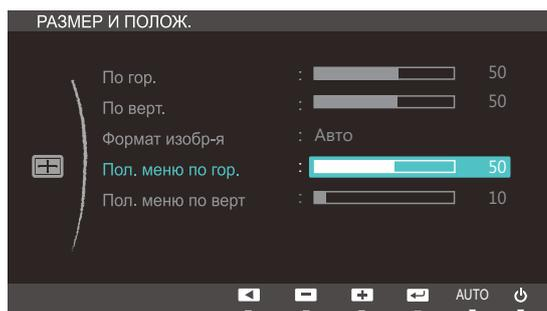 РАЗМЕР И ПОЛОЖ.
По гор. : 50
По верт. : 50
Формат изобр-я : Авто
Пол. меню по гор. : 50
Пол. меню по верт : 10
AUTO